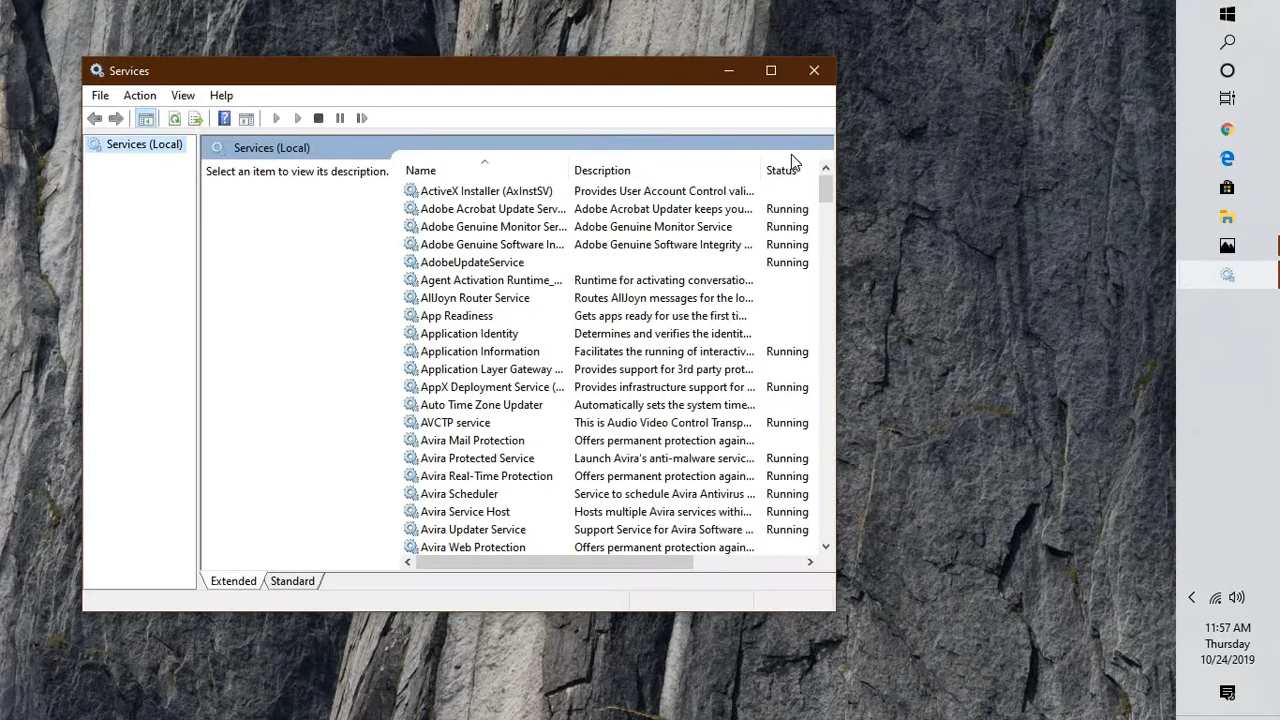 Services
File Action View Help
Services (Local)
Services (Local)
Select an item to view its description.
Name Description Status
ActiveX Installer (AxInstSV) Provides User Account Control vali...
Adobe Acrobat Update Serv... Adobe Acrobat Updater keeps you... Running
Adobe Genuine Monitor Ser... Adobe Genuine Monitor Service Running
Adobe Genuine Software In... Adobe Genuine Software Integrity ... Running
AdobeUpdateService Running
Agent Activation Runtime_... Runtime for activating conversatio...
AllJoyn Router Service Routes AllJoyn messages for the lo...
App Readiness Gets apps ready for use the first ti...
Application Identity Determines and verifies the identit...
Application Information Facilitates the running of interactiv... Running
Application Layer Gateway ... Provides support for 3rd party prot...
AppX Deployment Service (... Provides infrastructure support for ... Running
Auto Time Zone Updater Automatically sets the system time...
AVCTP service This is Audio Video Control Transp... Running
Avira Mail Protection Offers permanent protection again...
Avira Protected Service Launch Avira's anti-malware servic... Running
Avira Real-Time Protection Offers permanent protection again... Running
Avira Scheduler Service to schedule Avira Antivirus ... Running
Avira Service Host Hosts multiple Avira services withi... Running
Avira Updater Service Support Service for Avira Software ... Running
Avira Web Protection Offers permanent protection again...
Extended Standard
11:57 AM
Thursday
10/24/2019